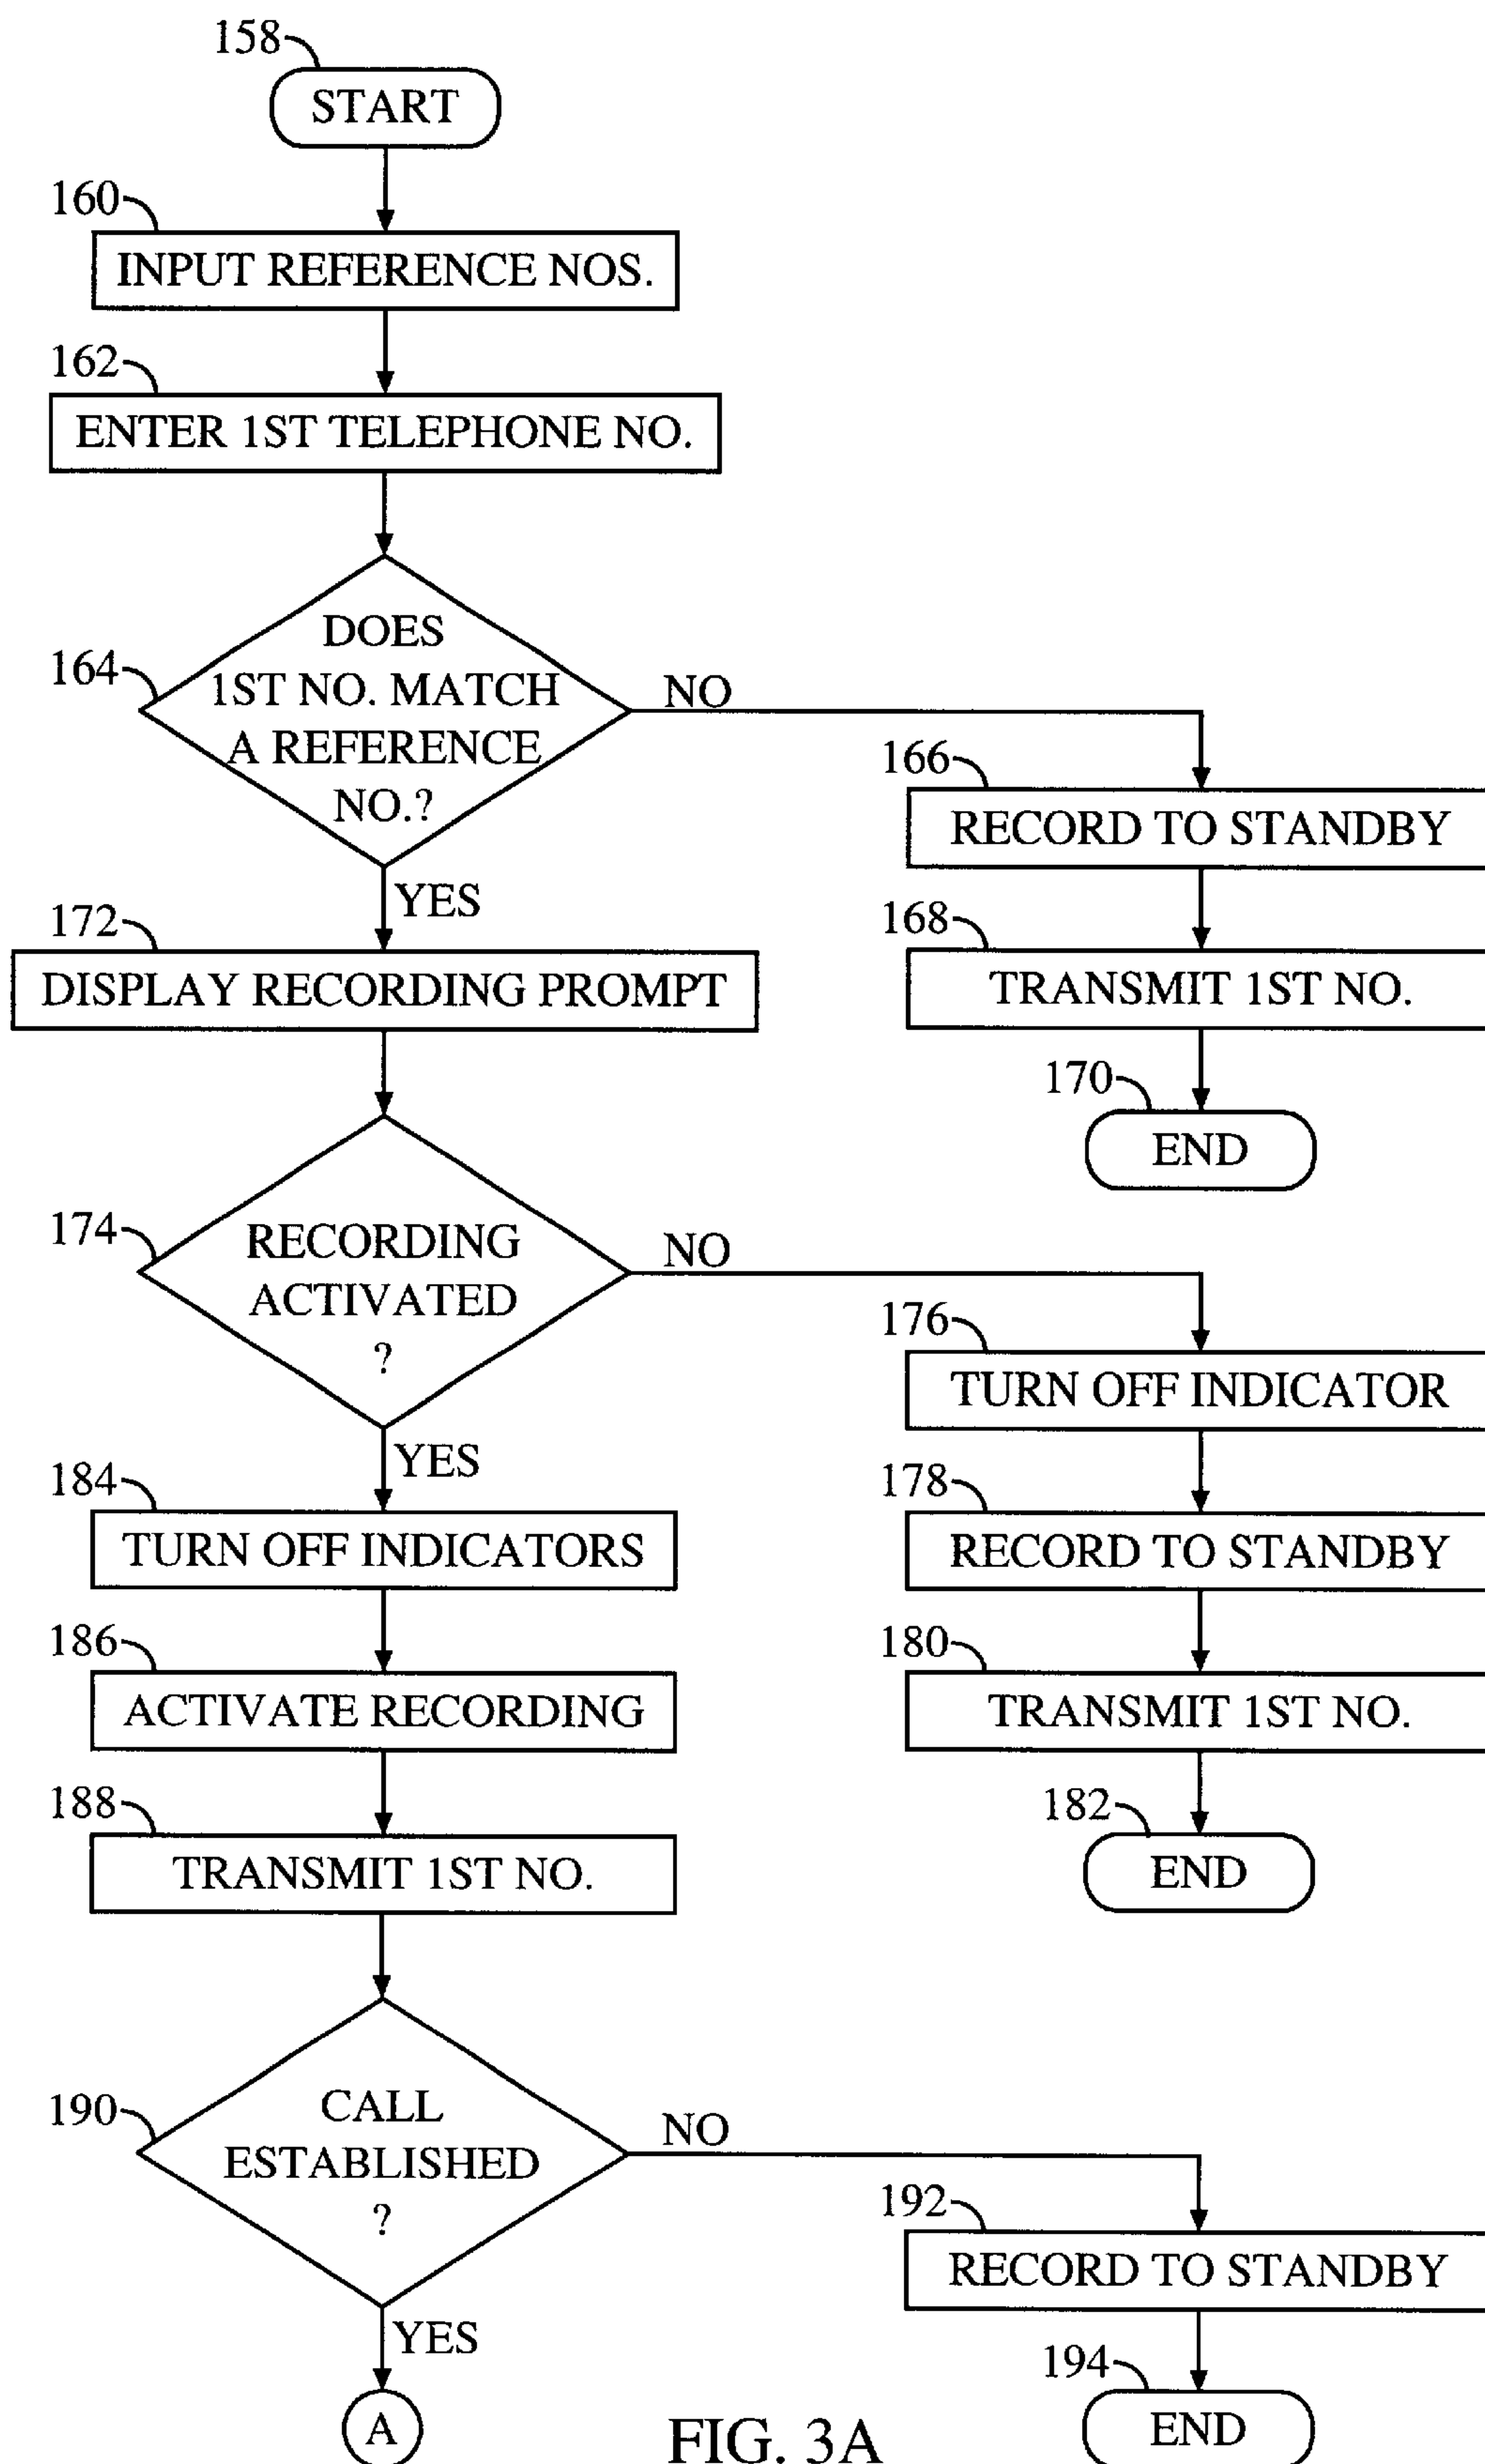 158
START
160
INPUT REFERENCE NOS.
162
ENTER 1ST TELEPHONE NO.
164
DOES
1ST NO. MATCH
A REFERENCE
NO.?
NO
166
RECORD TO STANDBY
168
TRANSMIT 1ST NO.
170
END
YES
172
DISPLAY RECORDING PROMPT
174
RECORDING
ACTIVATED
?
NO
176
TURN OFF INDICATOR
178
RECORD TO STANDBY
180
TRANSMIT 1ST NO.
182
END
YES
184
TURN OFF INDICATORS
186
ACTIVATE RECORDING
188
TRANSMIT 1ST NO.
190
CALL
ESTABLISHED
?
NO
192
RECORD TO STANDBY
194
END
YES
A
FIG. 3A